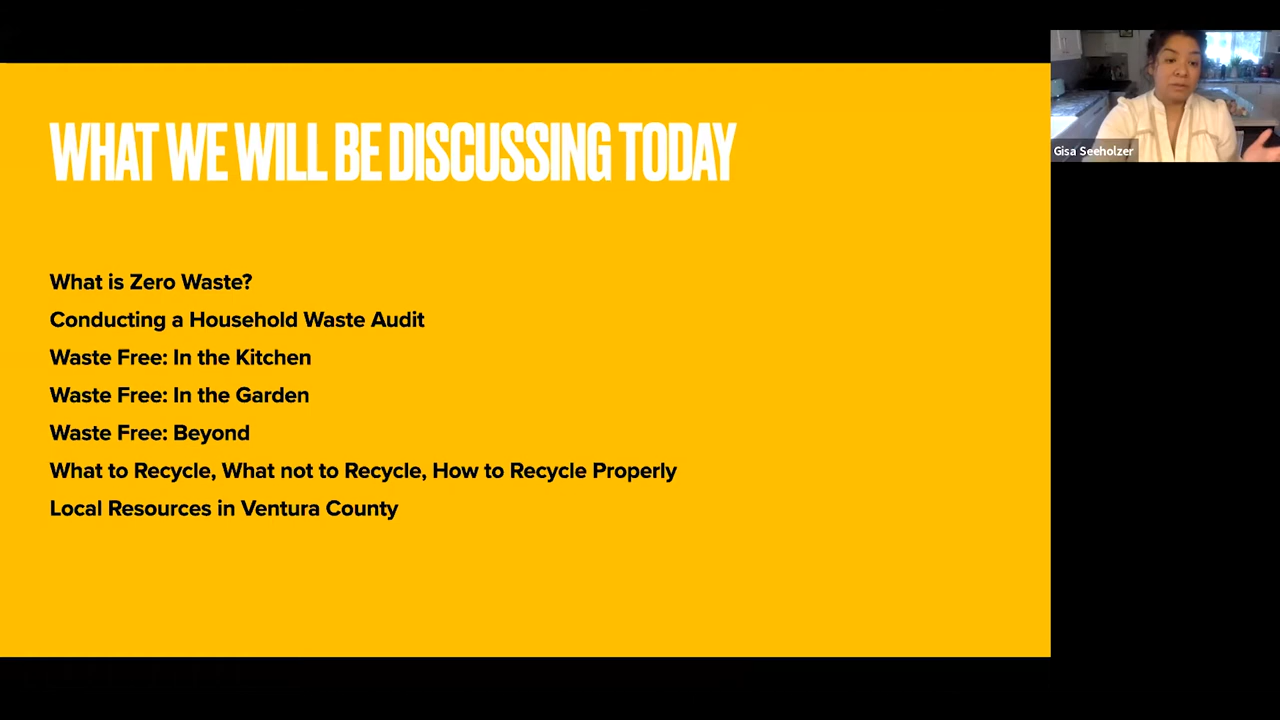 WHAT WE WILL BE DISCUSSING TODAY
Gisa Seeholzer
What is Zero Waste?
Conducting a Household Waste Audit
Waste Free: In the Kitchen
Waste Free: In the Garden
Waste Free: Beyond
What to Recycle, What not to Recycle, How to Recycle Properly
Local Resources in Ventura County